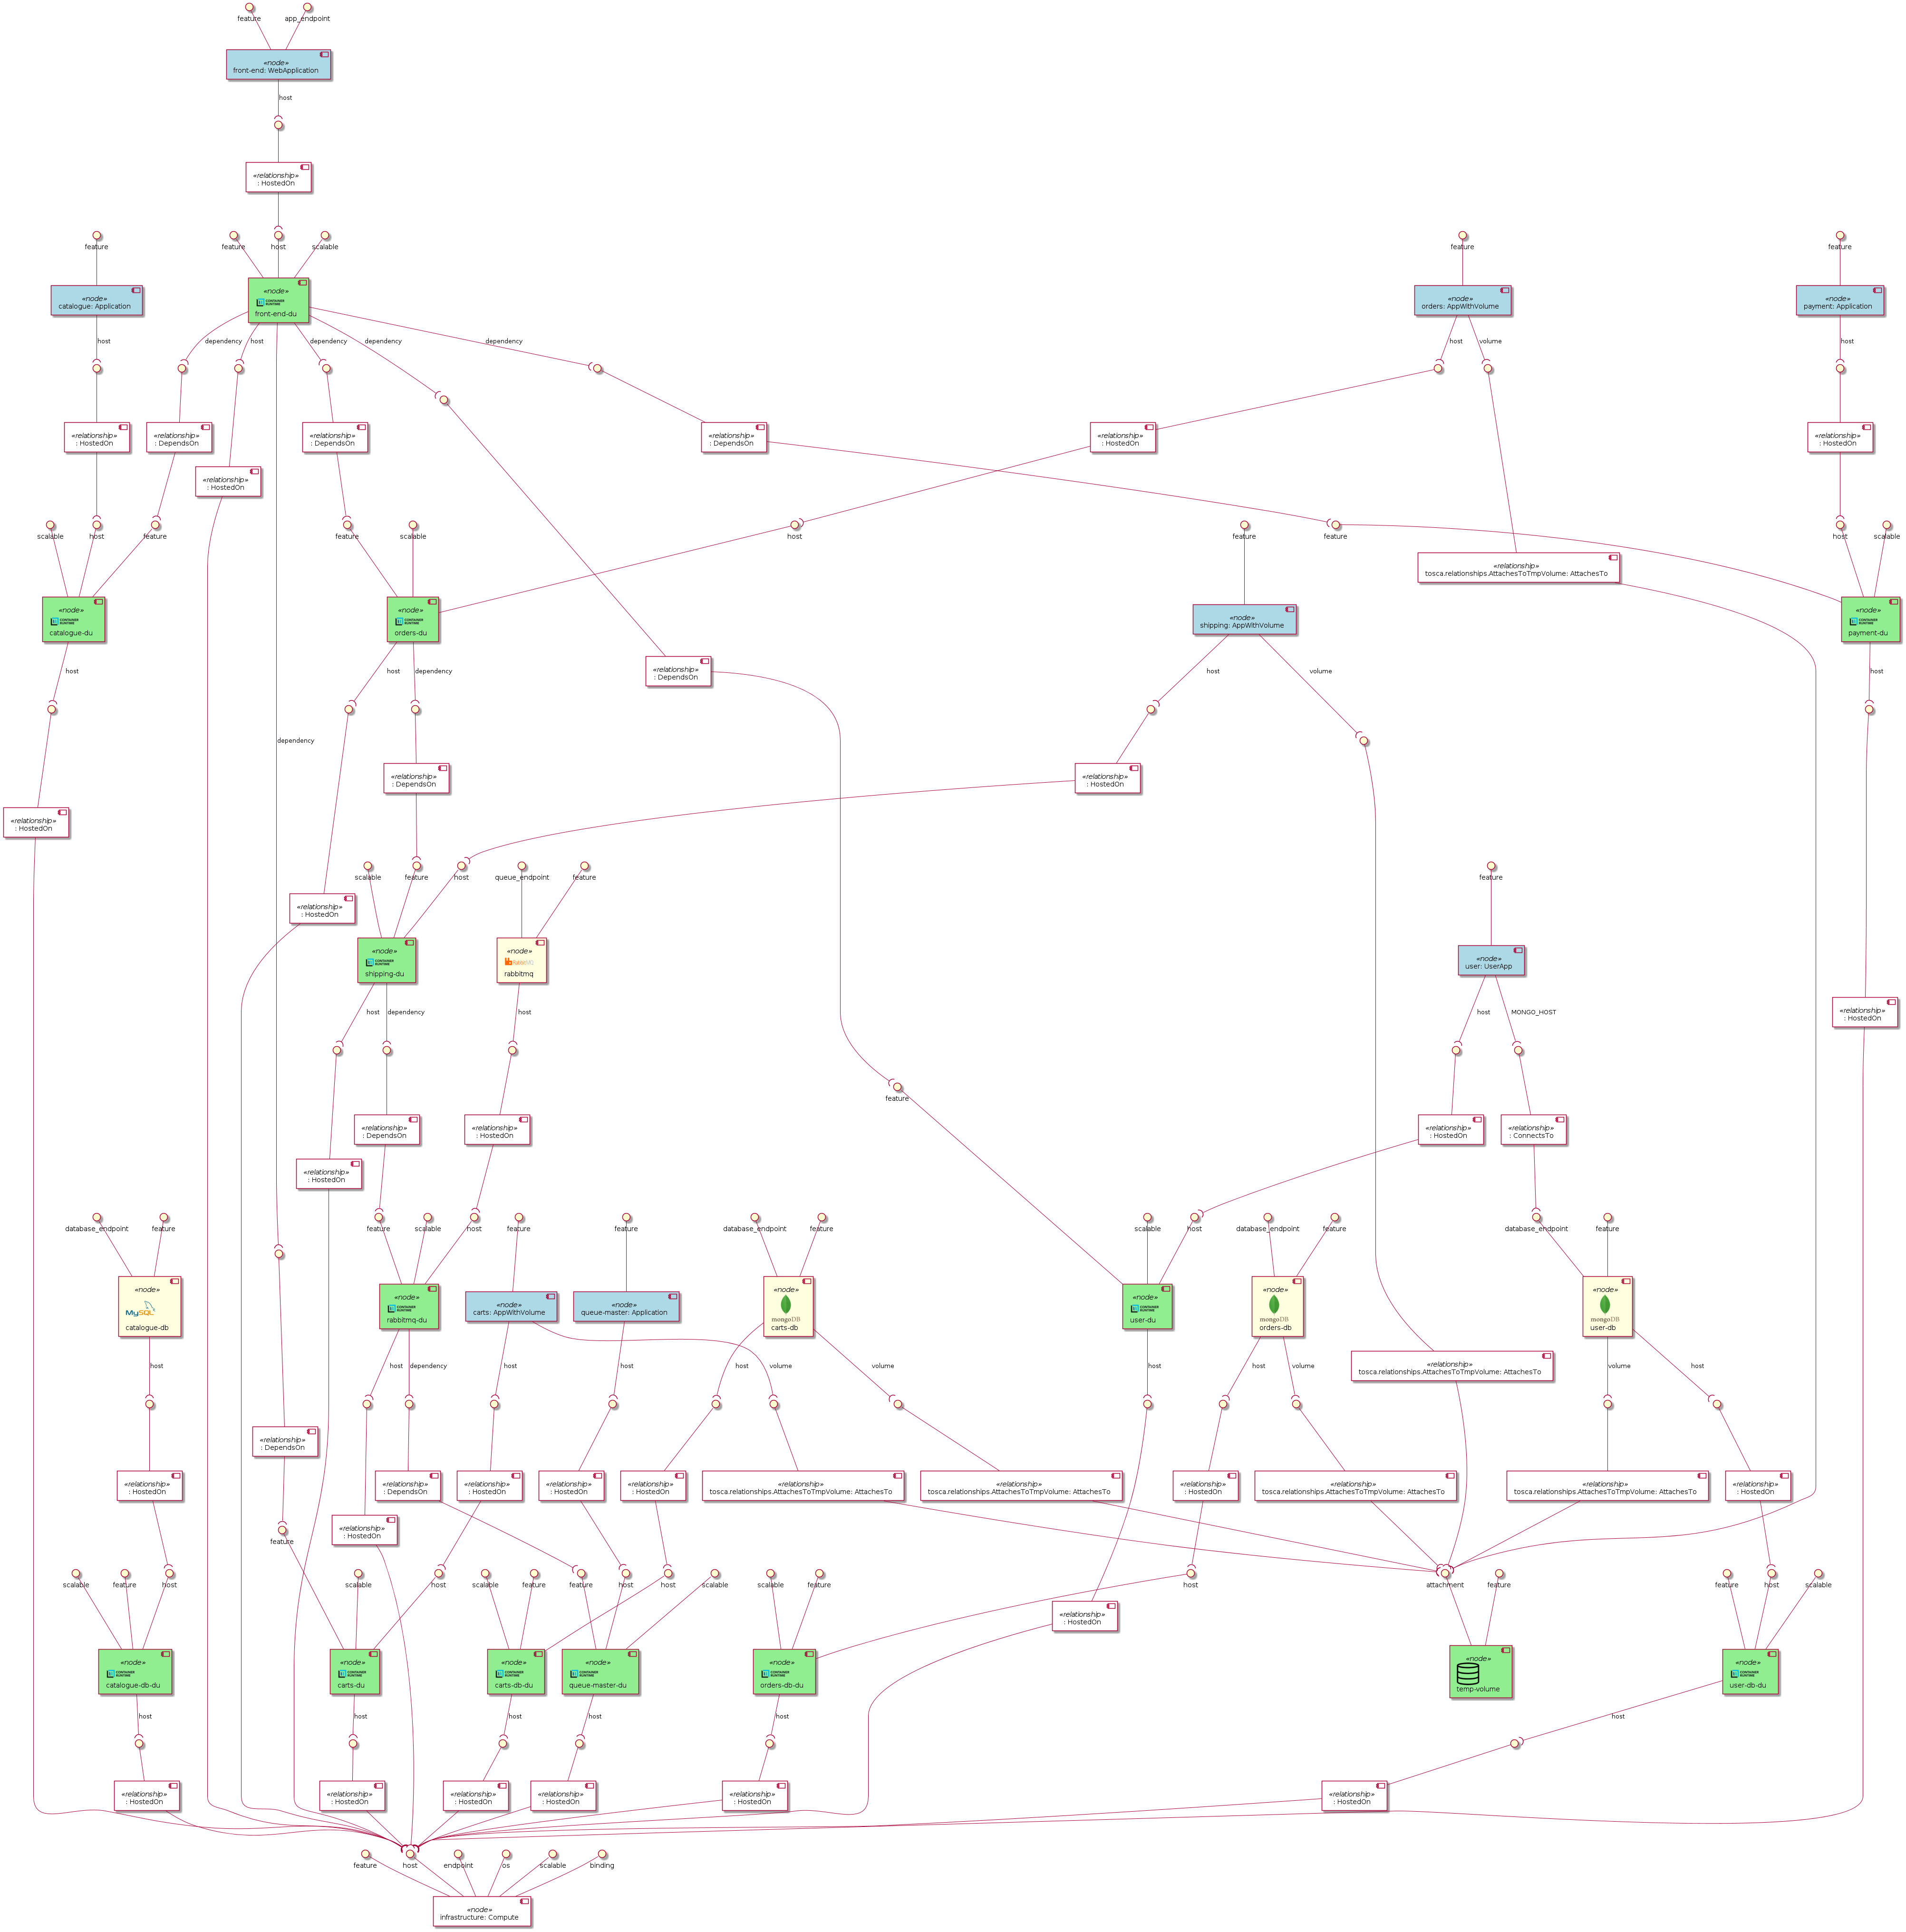 feature
app_endpoint
«node»
front-end: WebApplication
host
«relationship»
: HostedOn
feature
feature
host
scalable
feature
feature
«node»
catalogue: Application
«node»
CONTAINER
RUNTIME
front-end-du
«node»
orders: AppWithVolume
«node»
payment: Application
host
dependency
host
dependency
dependency
dependency
host
volume
host
«relationship»
: HostedOn
«relationship»
: DependsOn
«relationship»
: DependsOn
«relationship»
: DependsOn
«relationship»
: HostedOn
«relationship»
: HostedOn
«relationship»
: HostedOn
scalable
host
feature
feature
scalable
host
feature
feature
host
scalable
«relationship»
tosca.relationships.AttachesToTmpVolume: AttachesTo
«node»
CONTAINER
RUNTIME
catalogue-du
«node»
CONTAINER
RUNTIME
orders-du
«node»
shipping: AppWithVolume
«node»
CONTAINER
RUNTIME
payment-du
host
host
dependency
«relationship»
: DependsOn
host
volume
host
dependency
«relationship»
: DependsOn
«relationship»
: HostedOn
«relationship»
: HostedOn
scalable
feature
host
queue_endpoint
feature
feature
«relationship»
: HostedOn
«node»
CONTAINER
RUNTIME
shipping-du
«node»
RabbitMQ
rabbitmq
«node»
user: UserApp
host
dependency
host
host
MONGO_HOST
«relationship»
: HostedOn
feature
«relationship»
: DependsOn
«relationship»
: HostedOn
«relationship»
: HostedOn
«relationship»
: ConnectsTo
«relationship»
: HostedOn
database_endpoint
feature
feature
scalable
host
feature
feature
database_endpoint
feature
scalable
host
database_endpoint
feature
database_endpoint
feature
«node»
MySQL
catalogue-db
«node»
CONTAINER
RUNTIME
rabbitmq-du
«node»
carts: AppWithVolume
«node»
queue-master: Application
«node»
mongoDB
carts-db
«node»
CONTAINER
RUNTIME
user-du
«node»
mongoDB
orders-db
«node»
mongoDB
user-db
host
host
dependency
host
host
host
volume
volume
host
host
volume
«relationship»
tosca.relationships.AttachesToTmpVolume: AttachesTo
volume
host
«relationship»
: DependsOn
«relationship»
: HostedOn
«relationship»
: DependsOn
«relationship»
: HostedOn
«relationship»
: HostedOn
«relationship»
: HostedOn
«relationship»
tosca.relationships.AttachesToTmpVolume: AttachesTo
«relationship»
tosca.relationships.AttachesToTmpVolume: AttachesTo
«relationship»
: HostedOn
«relationship»
tosca.relationships.AttachesToTmpVolume: AttachesTo
«relationship»
tosca.relationships.AttachesToTmpVolume: AttachesTo
«relationship»
: HostedOn
«relationship»
: HostedOn
feature
scalable
feature
host
scalable
host
scalable
feature
feature
host
host
scalable
scalable
feature
host
attachment
feature
feature
host
scalable
«relationship»
: HostedOn
«node»
CONTAINER
RUNTIME
catalogue-db-du
«node»
CONTAINER
RUNTIME
carts-du
«node»
CONTAINER
RUNTIME
carts-db-du
«node»
CONTAINER
RUNTIME
queue-master-du
«node»
CONTAINER
RUNTIME
orders-db-du
«node»
temp-volume
«node»
CONTAINER
RUNTIME
user-db-du
host
host
host
host
host
host
«relationship»
: HostedOn
«relationship»
: HostedOn
«relationship»
: HostedOn
«relationship»
: HostedOn
«relationship»
: HostedOn
«relationship»
: HostedOn
feature
host
endpoint
os
scalable
binding
«node»
infrastructure: Compute